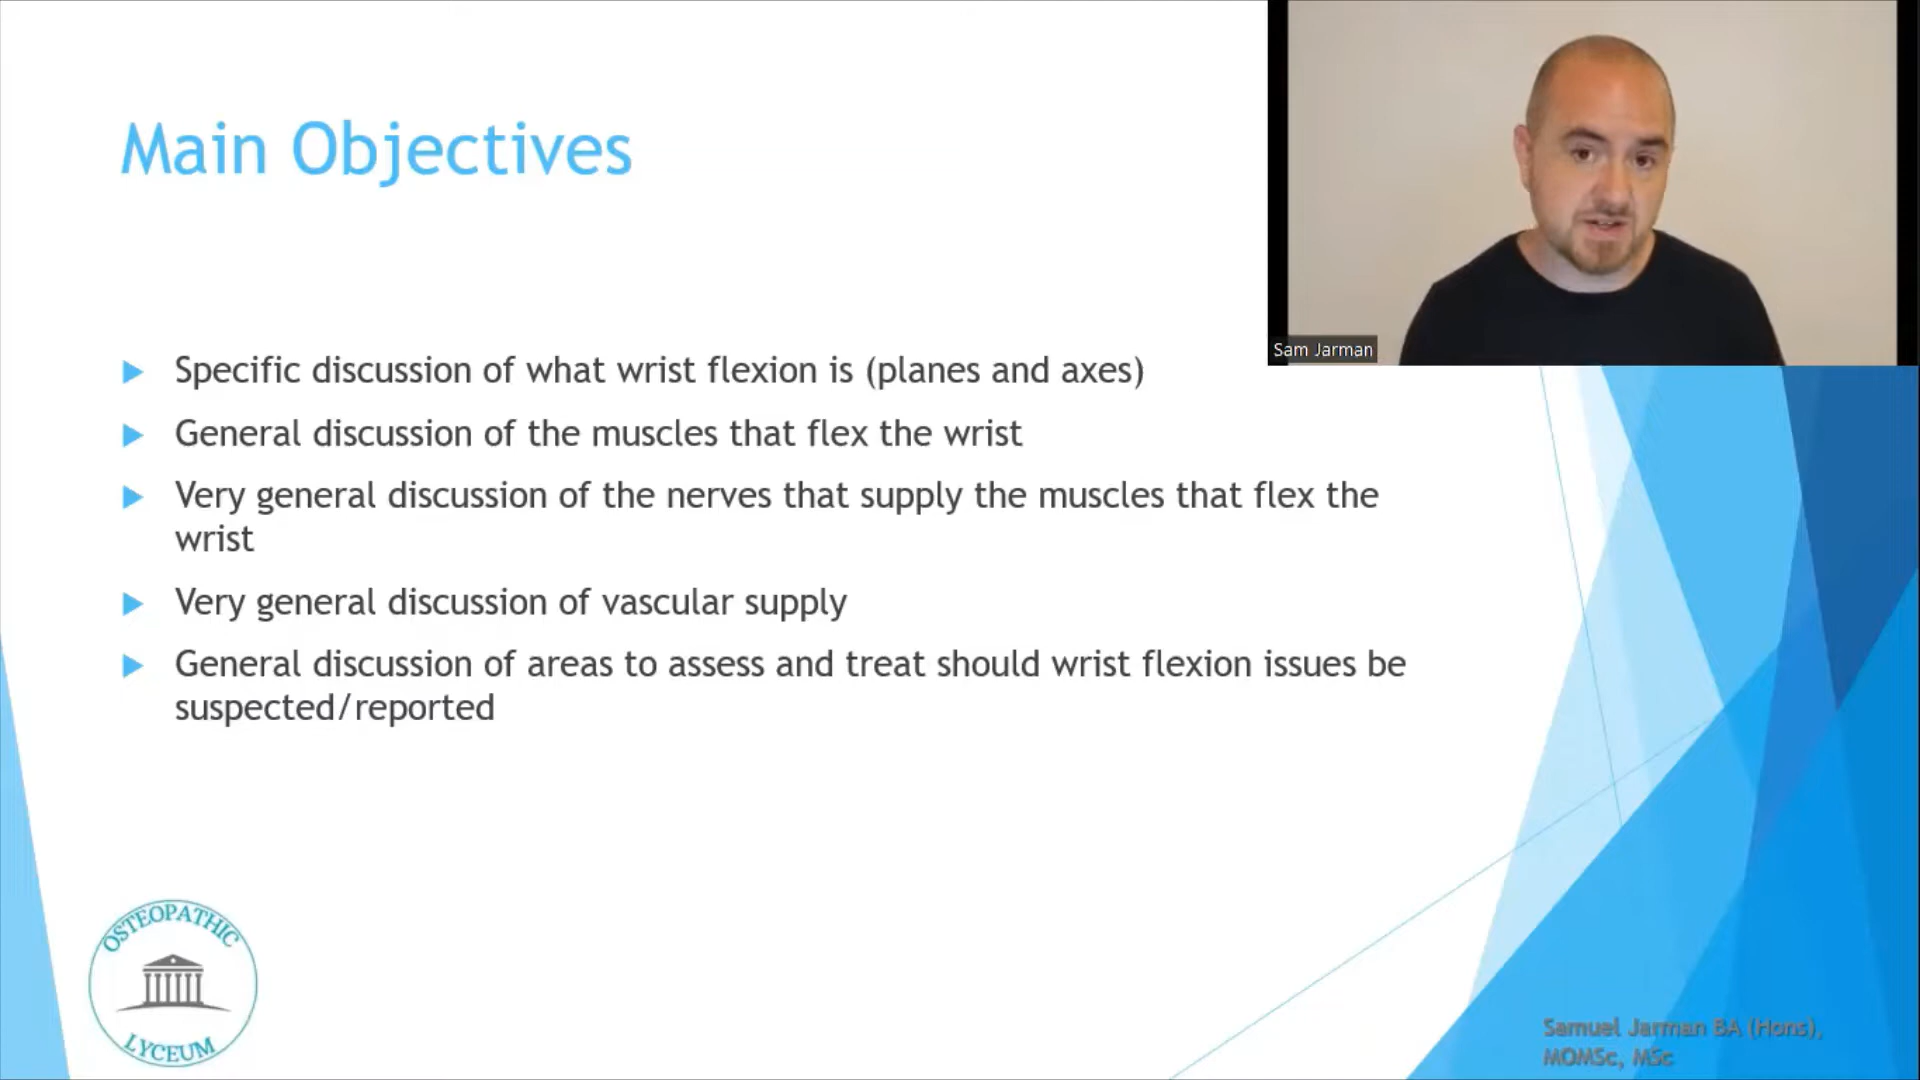 Main Objectives
Sam Jarman
Specific discussion of what wrist flexion is (planes and axes)
General discussion of the muscles that flex the wrist
Very general discussion of the nerves that supply the muscles that flex the
wrist
Very general discussion of vascular supply
General discussion of areas to assess and treat should wrist flexion issues be
suspected/reported
OSTEOPATHIC
LYCEUM
Samuel Jarman BA (Hons),
MOMSc, MSc